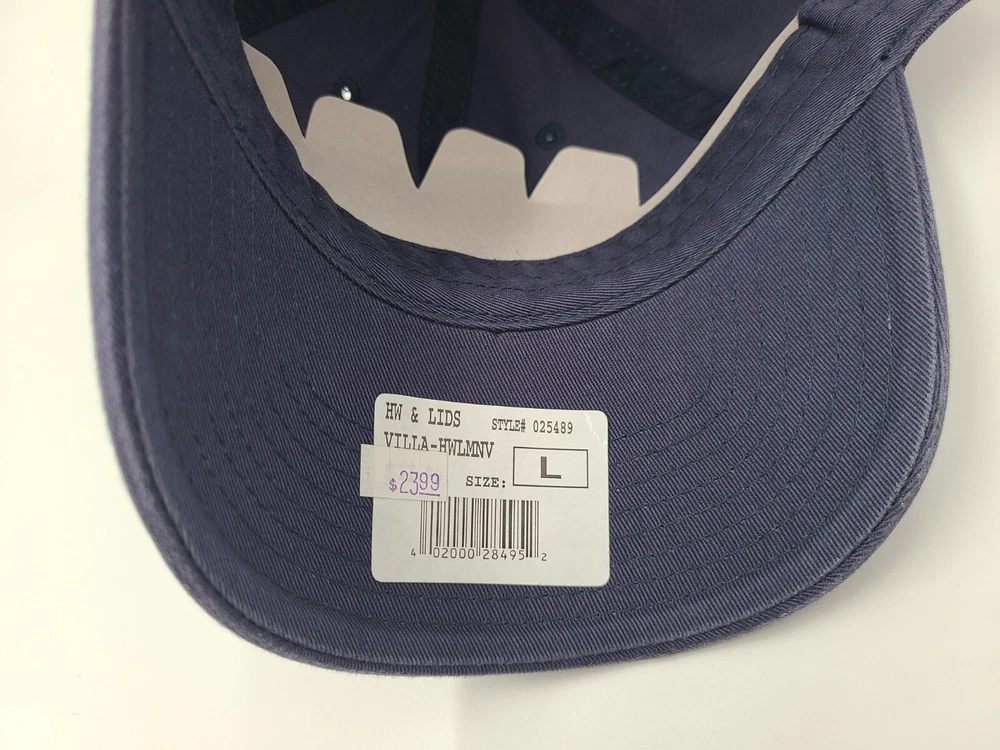 HW & LIDS STYLE# 025489
VILLA-HWLMNV
$2399 SIZE: L
4 02000 28495 2